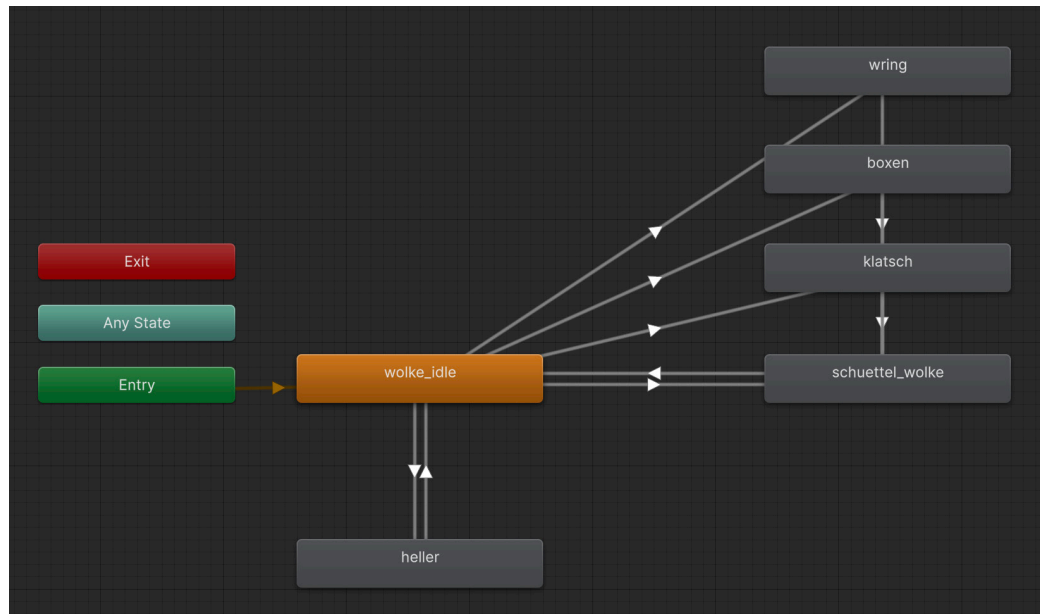 wring
boxen
Exit
klatsch
Any State
wolke_idle
schuettel_wolke
Entry
heller